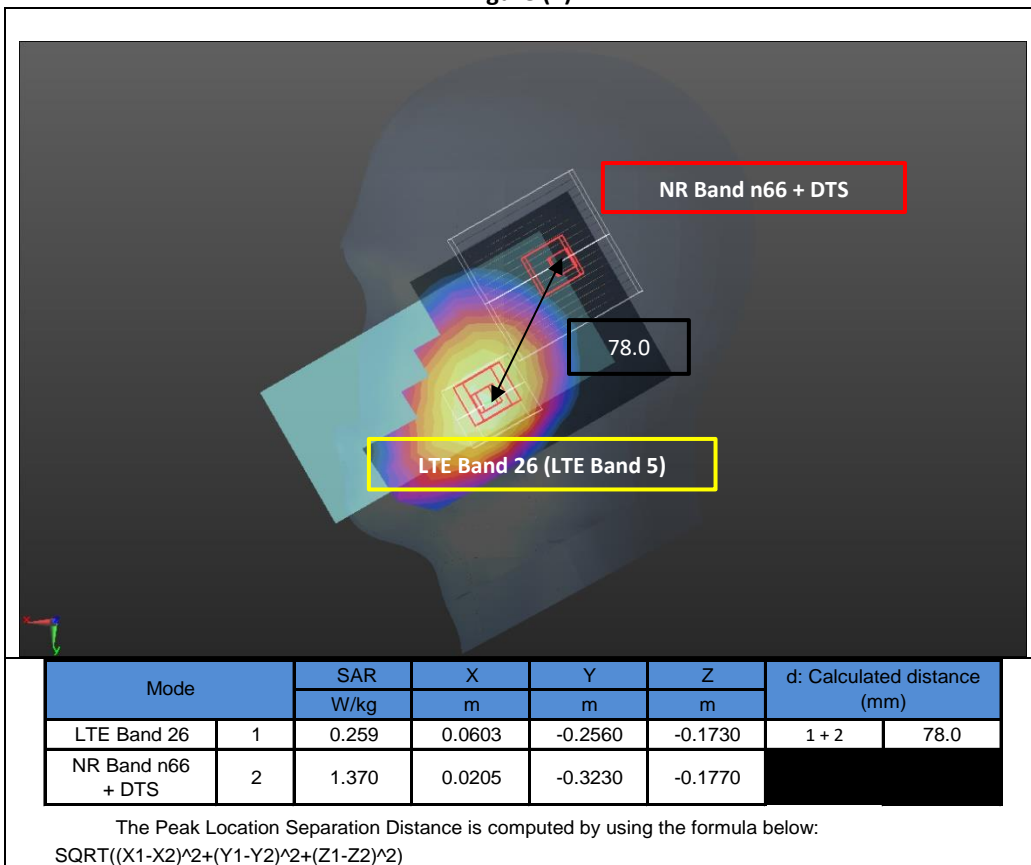 NR Band n66 + DTS
78.0
LTE Band 26 (LTE Band 5)
x
y
Mode SAR X Y Z d: Calculated distance (mm)
W/kg m m m
LTE Band 26 1 0.259 0.0603 -0.2560 -0.1730 1 + 2 78.0
NR Band n66 + DTS 2 1.370 0.0205 -0.3230 -0.1770
The Peak Location Separation Distance is computed by using the formula below:
SQRT((X1-X2)^2+(Y1-Y2)^2+(Z1-Z2)^2)